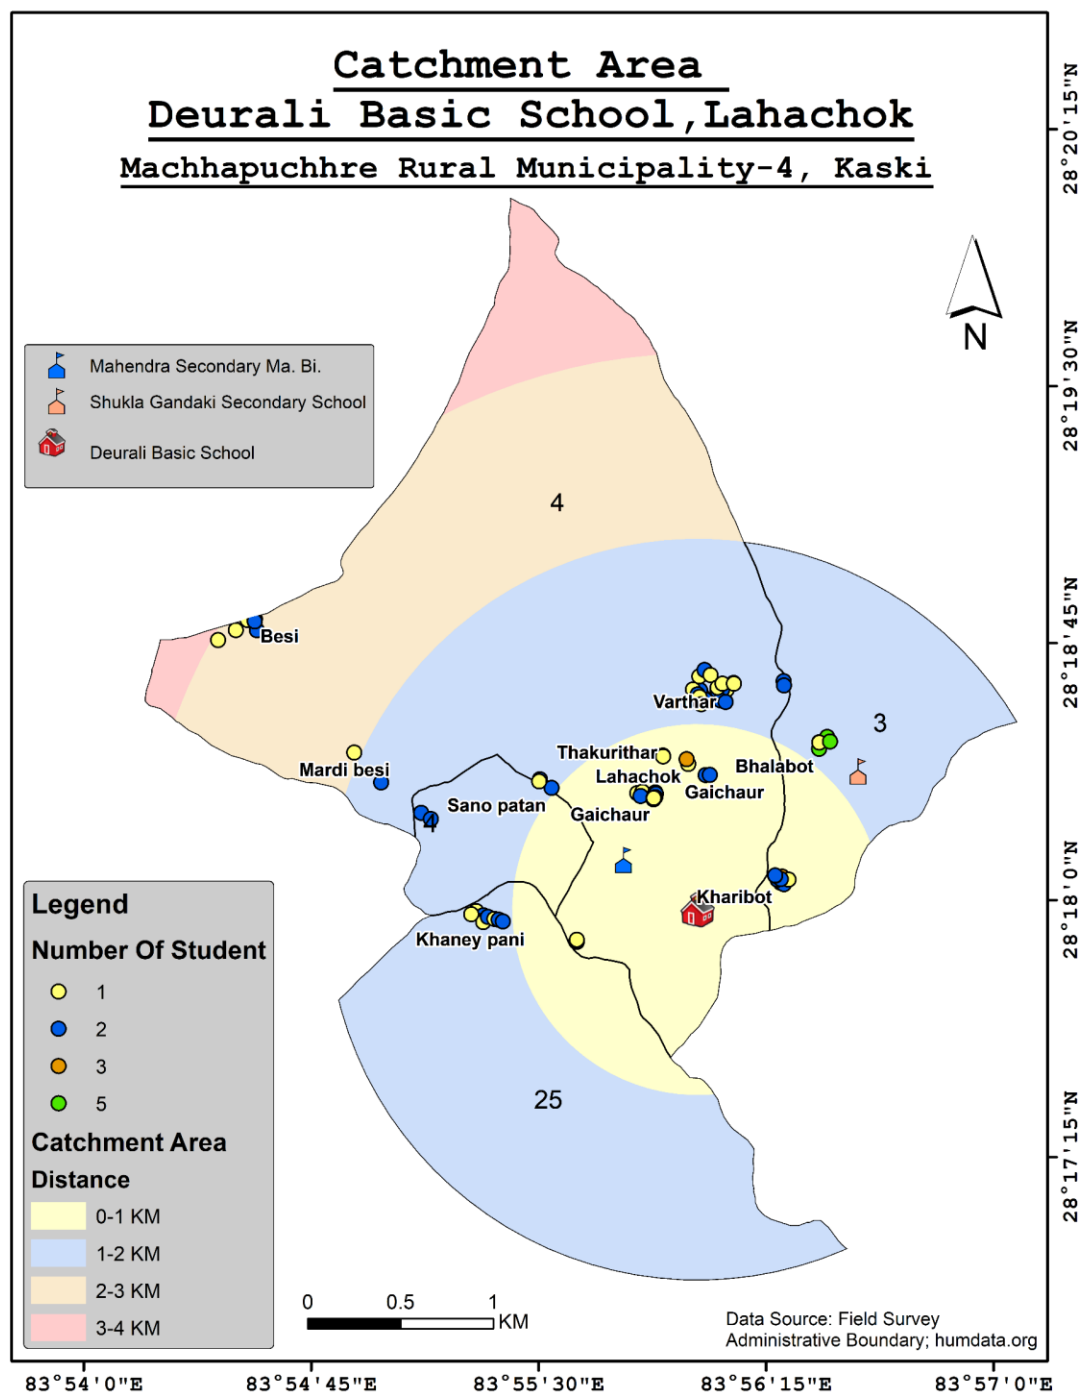 Catchment Area
Deurali Basic School,Lahachok
Machhapuchhre Rural Municipality-4, Kaski
N
Mahendra Secondary Ma. Bi.
Shukla Gandaki Secondary School
Deurali Basic School
4
Besi
Varthar
3
Thakurithar
Mardi besi
Bhalabot
Lahachok
Gaichaur
Sano patan
Gaichaur
4
Kharibot
Khaney pani
25
Legend
Number Of Student
1
2
3
5
Catchment Area
Distance
0-1 KM
1-2 KM
2-3 KM
3-4 KM
0 0.5 1
KM
Data Source: Field Survey
Administrative Boundary; humdata.org
28°20'15"N
28°19'30"N
28°18'45"N
28°18'0"N
28°17'15"N
83°54'0"E 83°54'45"E 83°55'30"E 83°56'15"E 83°57'0"E